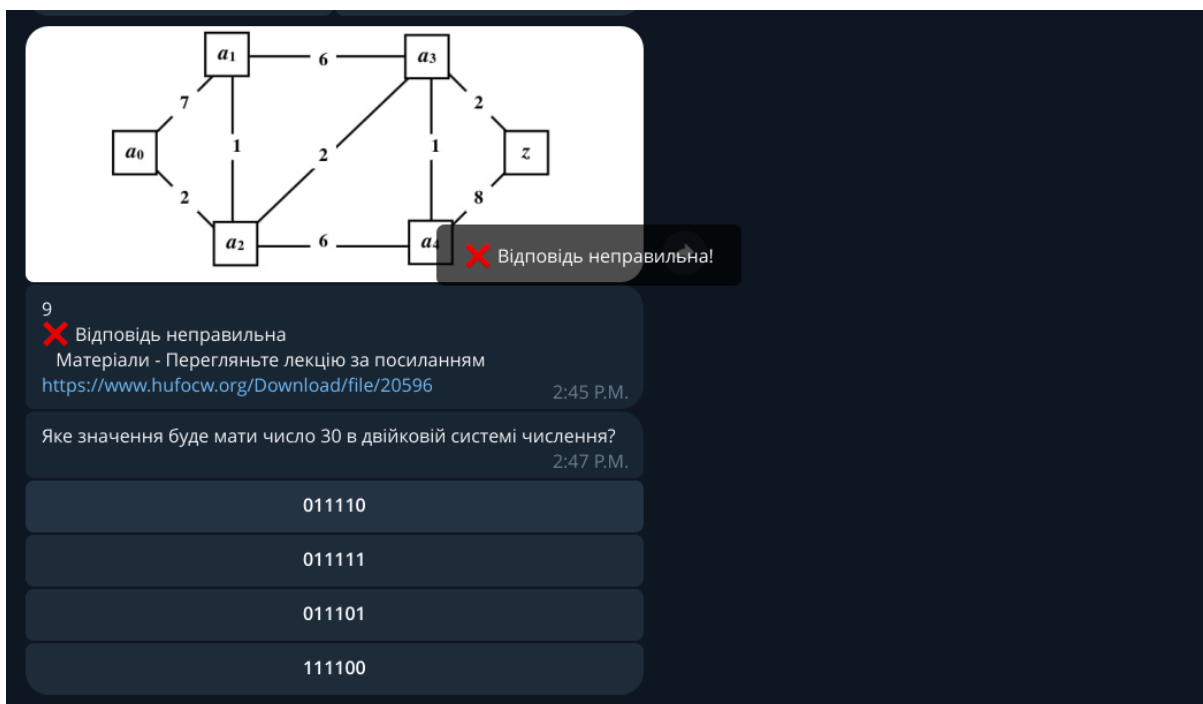 a1
6
a3
7
2
a0
1
2
1
z
2
8
a2
6
a4
❌ Відповідь неправильна!
9
❌ Відповідь неправильна
Матеріали - Перегляньте лекцію за посиланням
https://www.hufocw.org/Download/file/20596
2:45 P.M.
Яке значення буде мати число 30 в двійковій системі числення?
2:47 P.M.
011110
011111
011101
111100